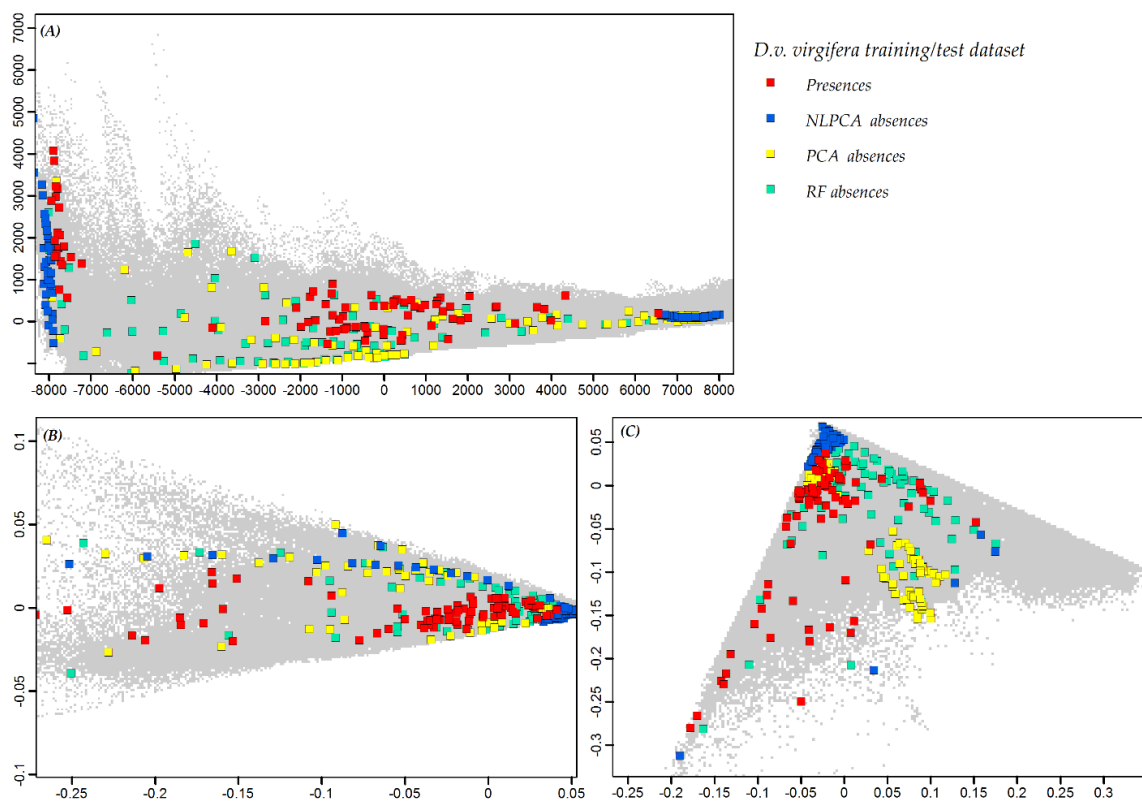 (A)
7000
6000
5000
4000
3000
2000
1000
0
-8000 -7000 -6000 -5000 -4000 -3000 -2000 -1000 0 1000 2000 3000 4000 5000 6000 7000 8000
D.v. virgifera training/test dataset
Presences
NLPCA absences
PCA absences
RF absences
(B)
0.1
0.05
0
0.05
-0.1
-0.25 -0.2 -0.15 -0.1 -0.05 0 0.05
(C)
0.05
0
-0.05
-0.1
-0.15
-0.2
-0.25
-0.3
-0.25 -0.2 -0.15 -0.1 -0.05 0 0.05 0.1 0.15 0.2 0.25 0.3